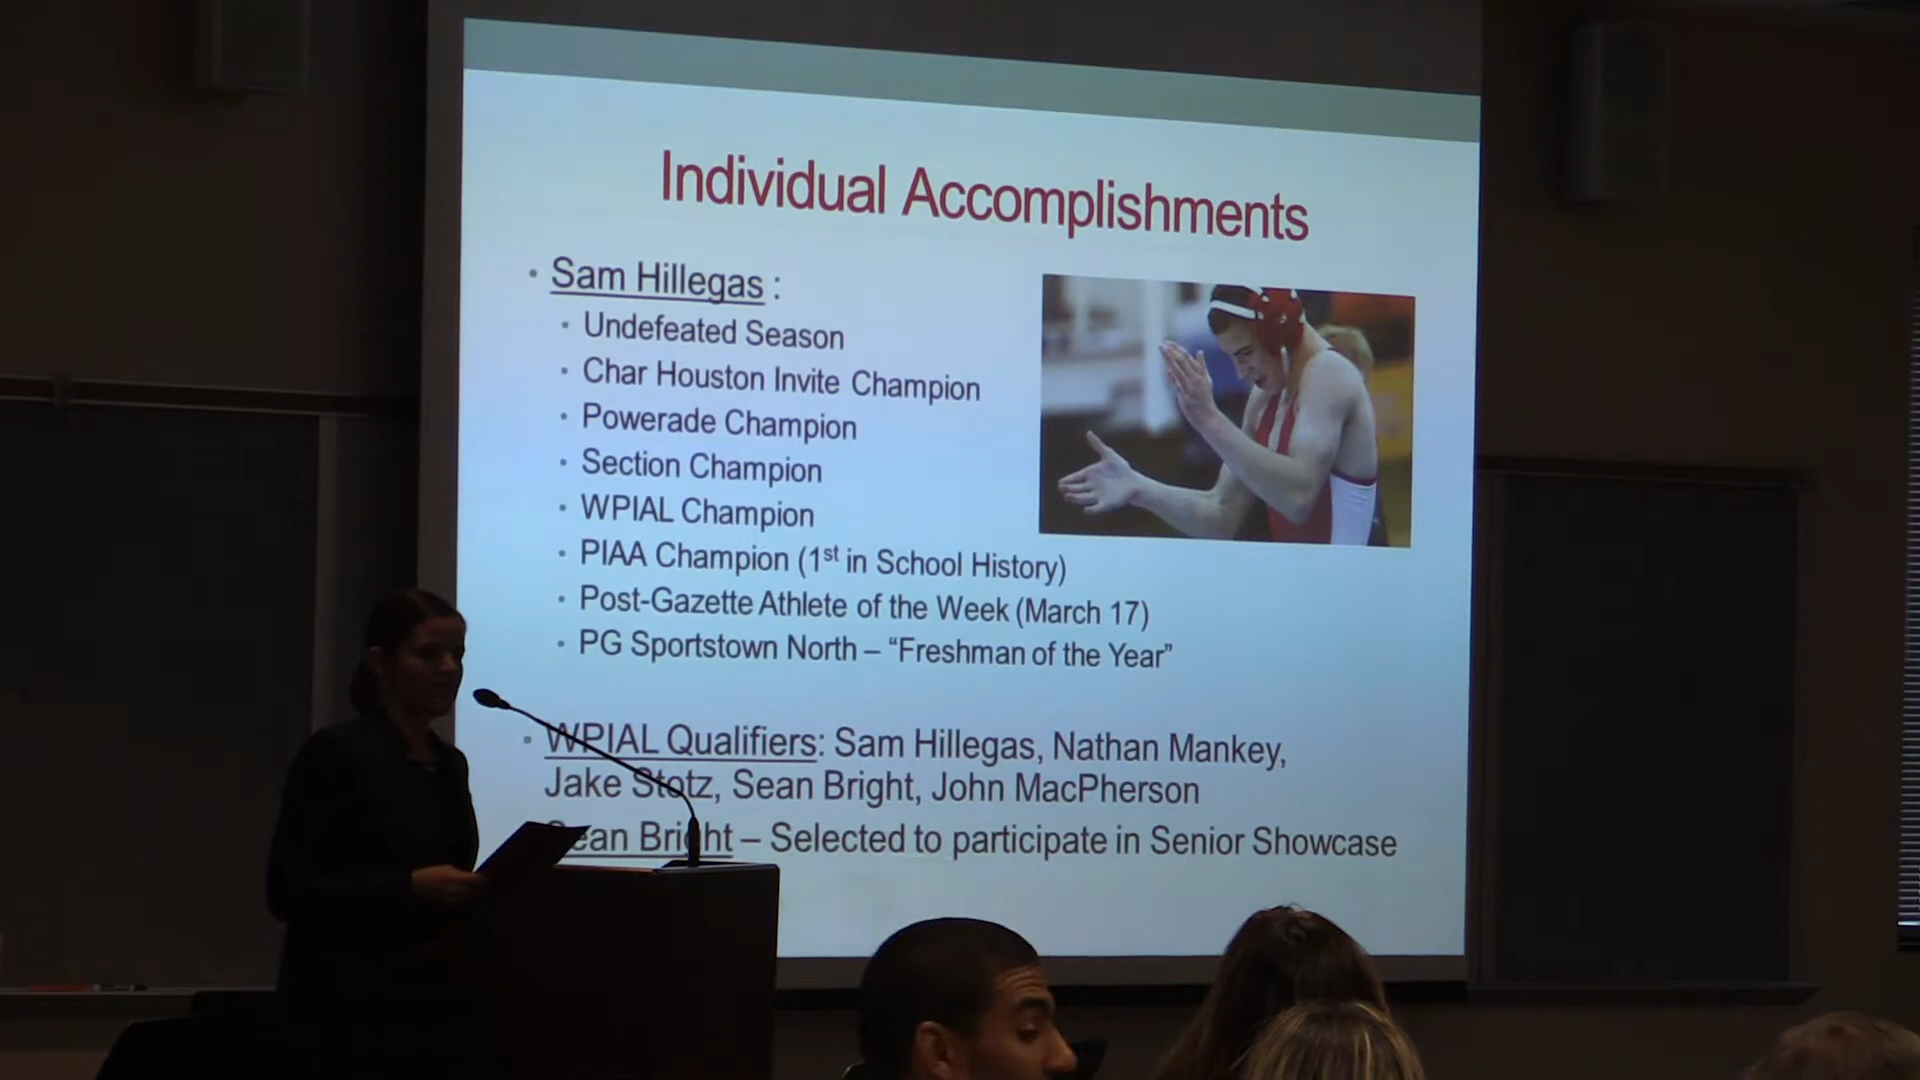 Individual Accomplishments
• Sam Hillegas :
• Undefeated Season
• Char Houston Invite Champion
• Powerade Champion
• Section Champion
• WPIAL Champion
• PIAA Champion (1st in School History)
• Post-Gazette Athlete of the Week (March 17)
• PG Sportstown North – “Freshman of the Year”
• WPIAL Qualifiers: Sam Hillegas, Nathan Mankey,
Jake Stotz, Sean Bright, John MacPherson
Sean Bright – Selected to participate in Senior Showcase